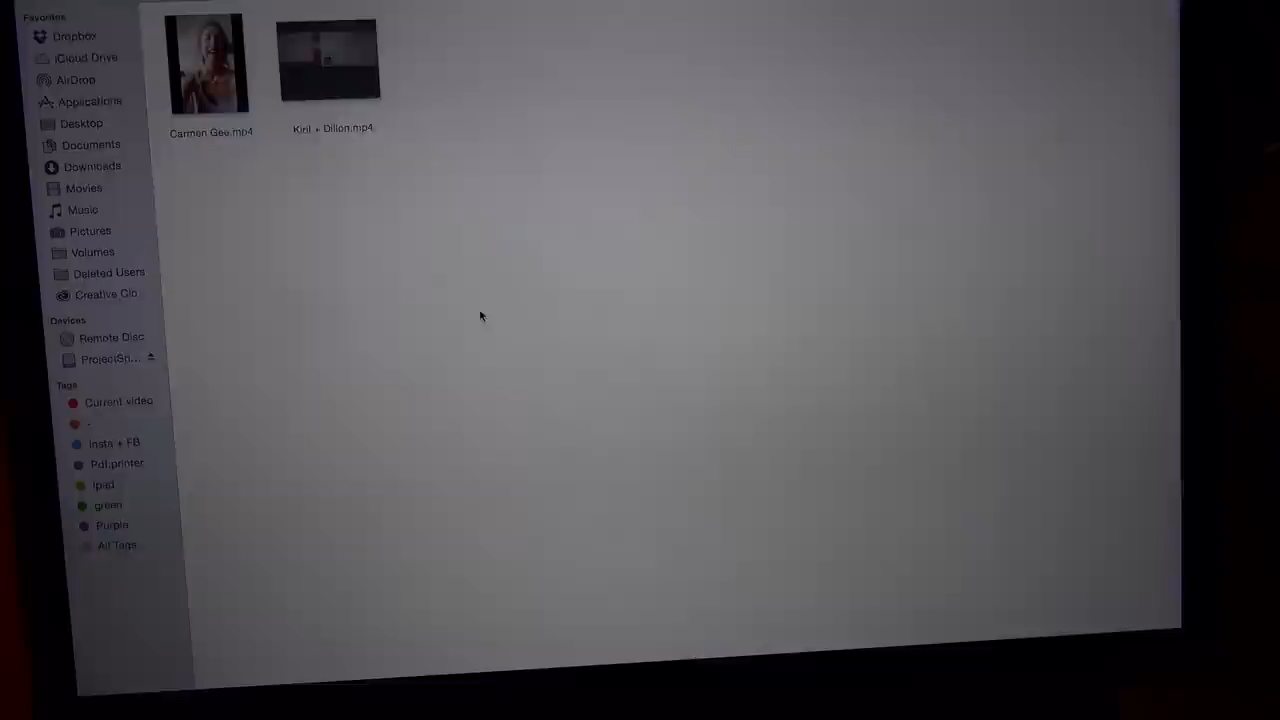 Favorites
Dropbox
iCloud Drive
AirDrop
Applications
Desktop
Documents
Downloads
Movies
Music
Pictures
Volumes
Deleted Users
Creative Clo
Devices
Remote Disc
ProjectSp...
Tags
Current video
-
Insta + FB
Pdf.printer
Ipad
green
Purple
All Tags
Carmen Gee.mp4
Kiril + Dillon.mp4